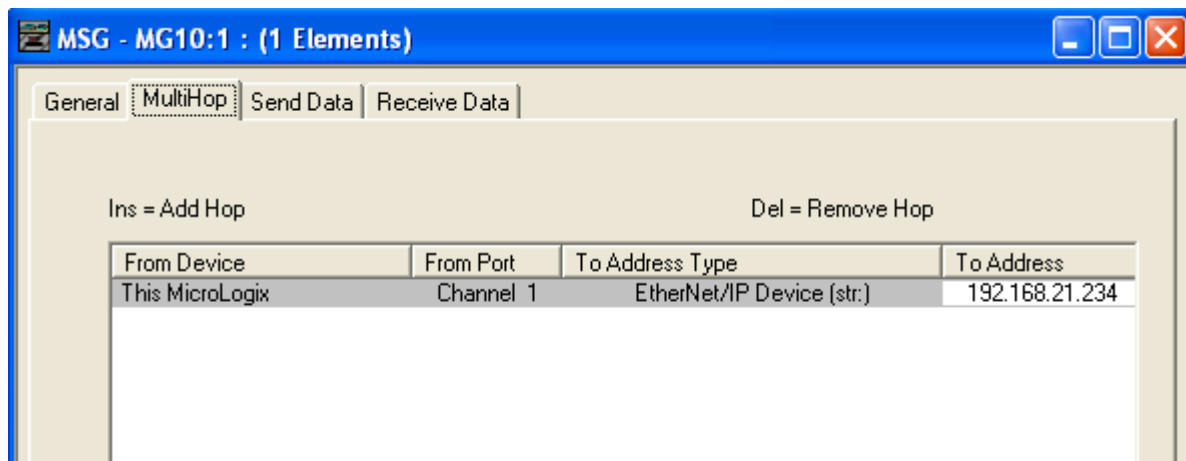 MSG - MG10:1 : (1 Elements)
General MultiHop Send Data Receive Data
Ins = Add Hop Del = Remove Hop
From Device From Port To Address Type To Address
This MicroLogix Channel 1 EtherNet/IP Device (str:) 192.168.21.234